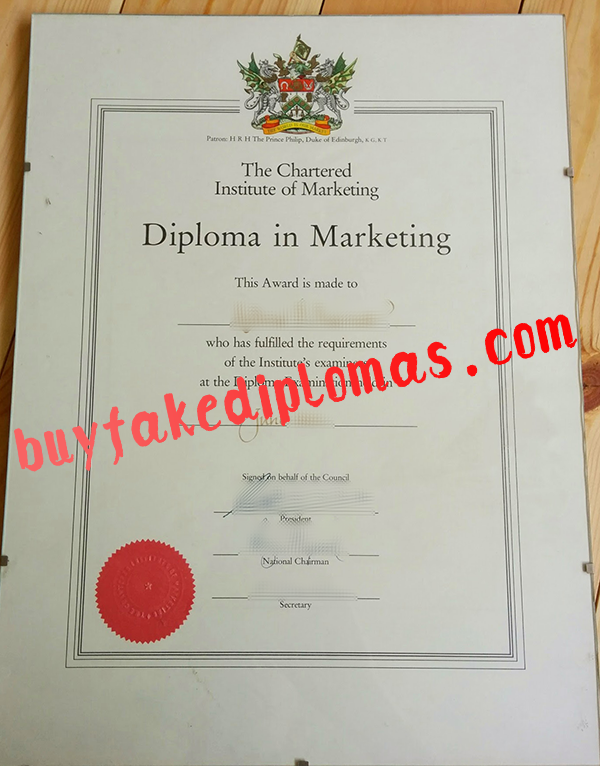 Patron: H R H The Prince Philip, Duke of Edinburgh, K G, K T
The Chartered
Institute of Marketing
Diploma in Marketing
This Award is made to
who has fulfilled the requirements
of the Institute's
at the
buyfakediplomas.com
Signed on behalf of the Council
President
National Chairman
Secretary